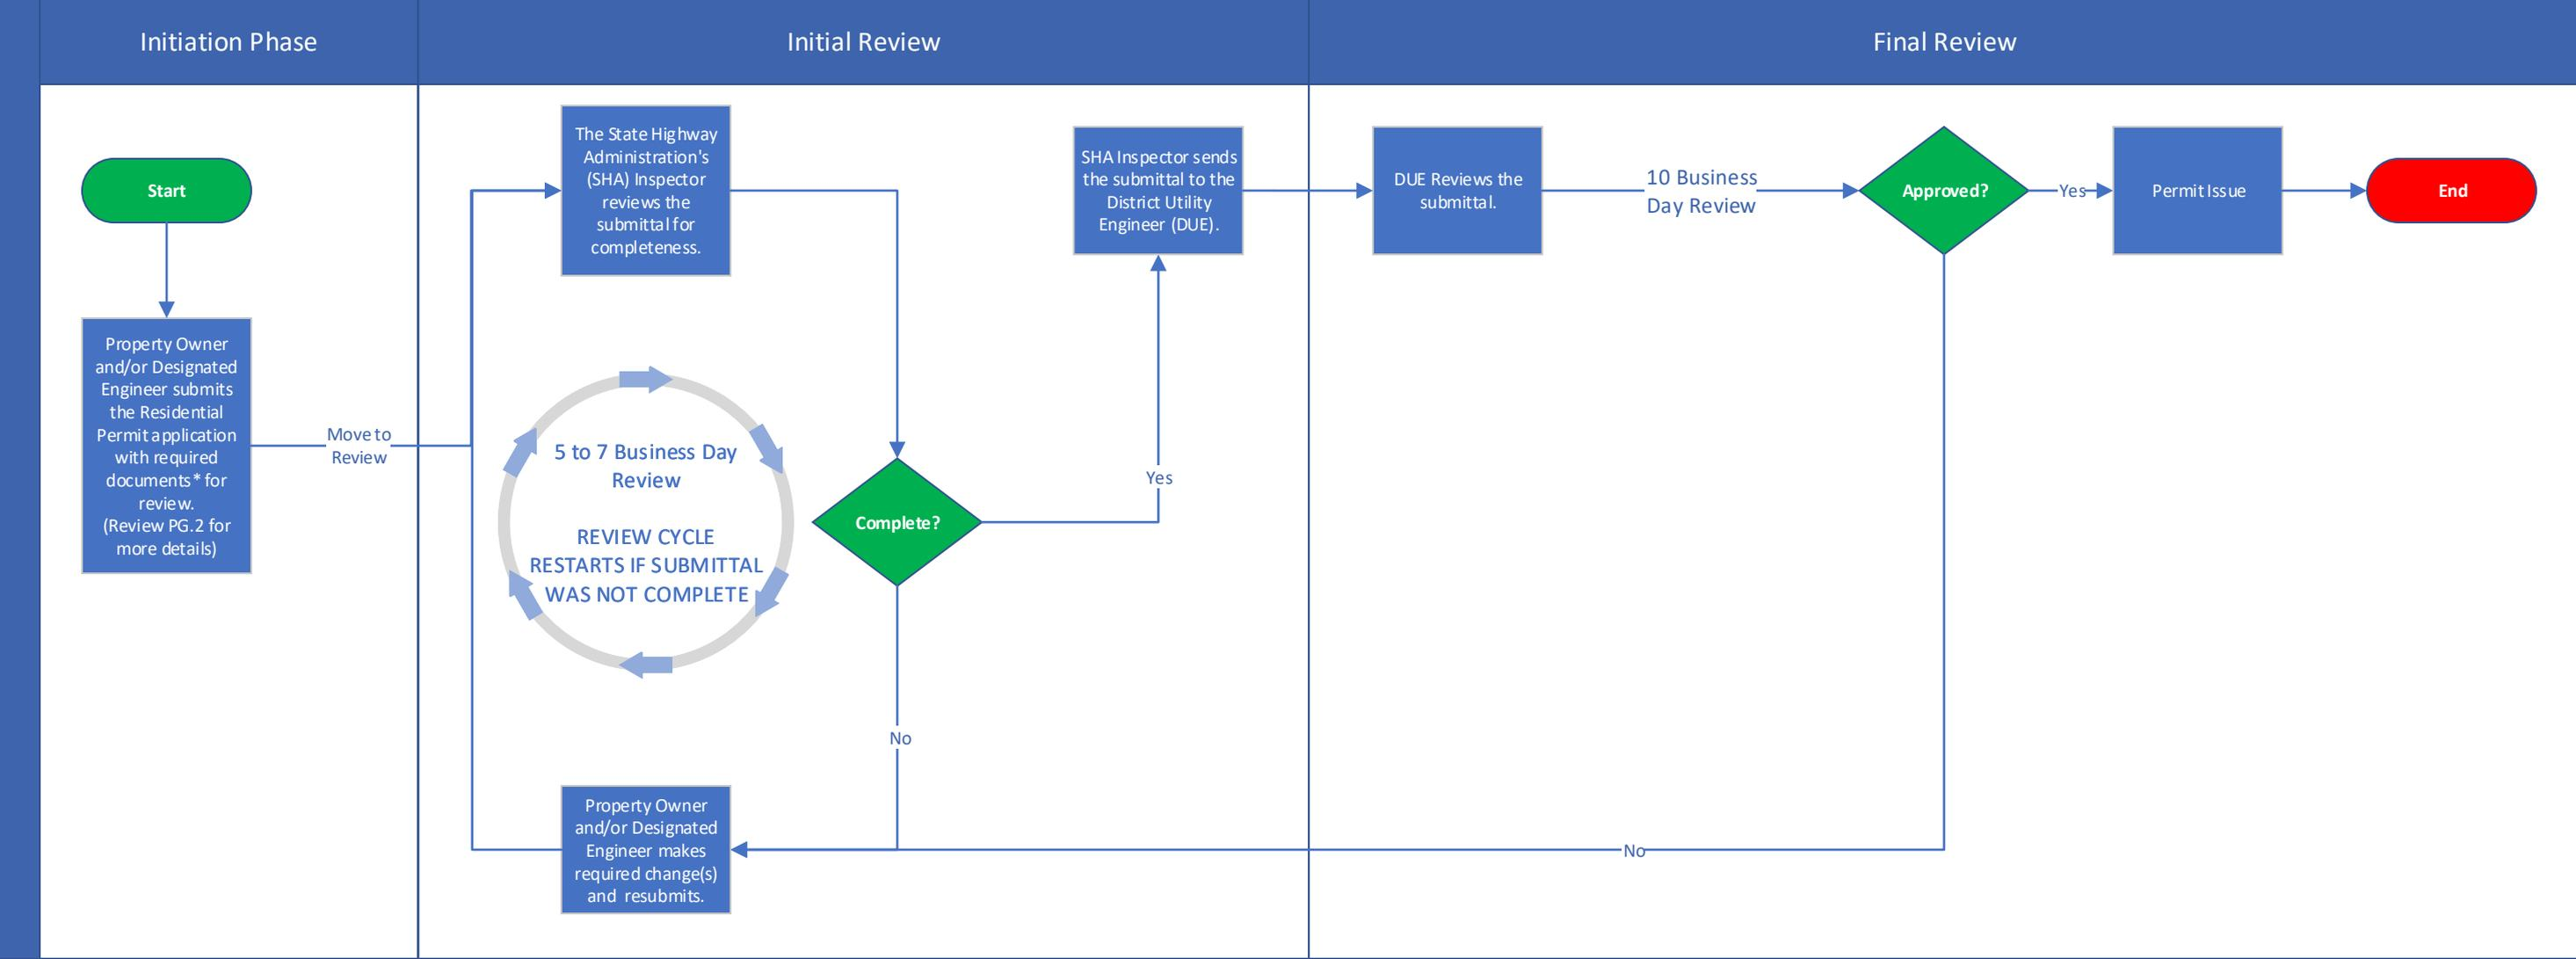 Initiation Phase
Initial Review
Final Review
Start
Property Owner
and/or Designated
Engineer submits
the Residential
Permit application
with required
documents* for
review.
(Review PG.2 for
more details)
Move to
Review
The State Highway
Administration's
(SHA) Inspector
reviews the
submittal for
completeness.
5 to 7 Business Day
Review
REVIEW CYCLE
RESTARTS IF SUBMITTAL
WAS NOT COMPLETE
Complete?
Yes
No
Property Owner
and/or Designated
Engineer makes
required change(s)
and resubmits.
SHA Inspector sends
the submittal to the
District Utility
Engineer (DUE).
DUE Reviews the
submittal.
10 Business
Day Review
Approved?
Yes
No
Permit Issue
End